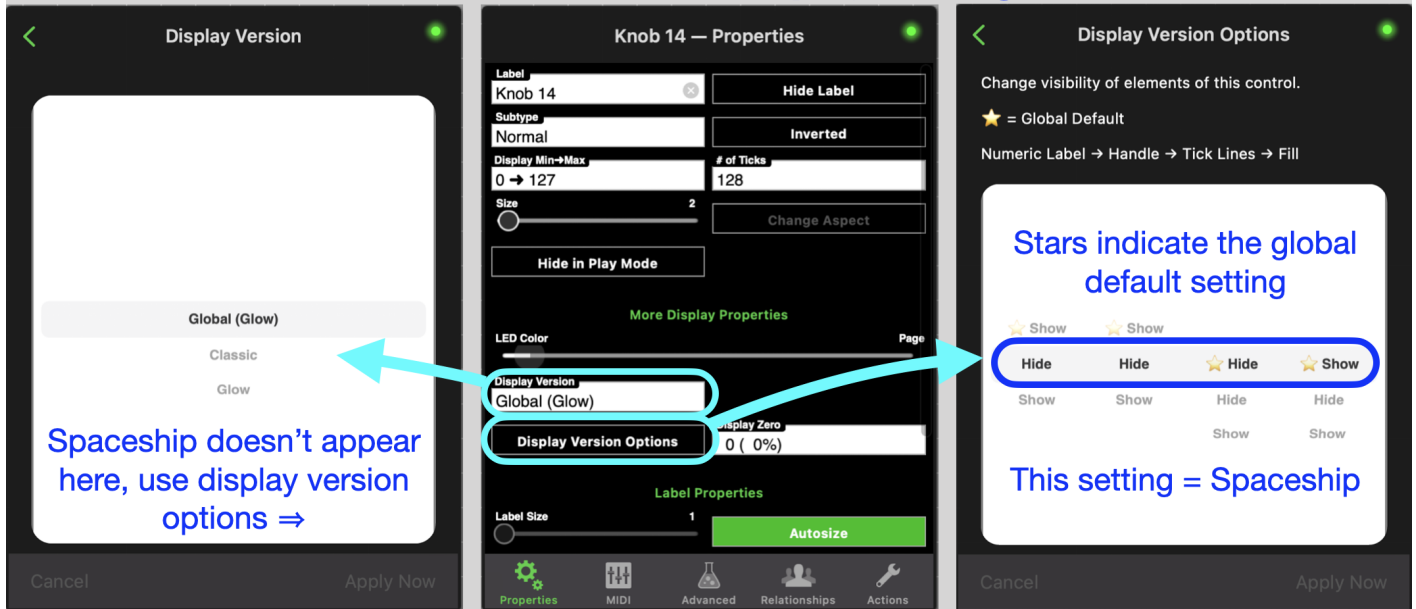 Display Version
Global (Glow)
Classic
Glow
Spaceship doesn't appear
here, use display version
options ⇒
Cancel
Apply Now
Knob 14 — Properties
Label
Knob 14
Hide Label
Subtype
Normal
Inverted
Display Min➔Max
0 ➔ 127
# of Ticks
128
Size
2
Change Aspect
Hide in Play Mode
More Display Properties
LED Color
Page
Display Version
Global (Glow)
Display Version Options
Display Zero
0 ( 0%)
Label Properties
Label Size
1
Autosize
Properties
MIDI
Advanced
Relationships
Actions
Display Version Options
Change visibility of elements of this control.
⭐ = Global Default
Numeric Label → Handle → Tick Lines → Fill
Stars indicate the global
default setting
⭐ Show ⭐ Show
Hide Hide ⭐ Hide ⭐ Show
Show Show Hide Hide
Show Show
This setting = Spaceship
Cancel
Apply Now